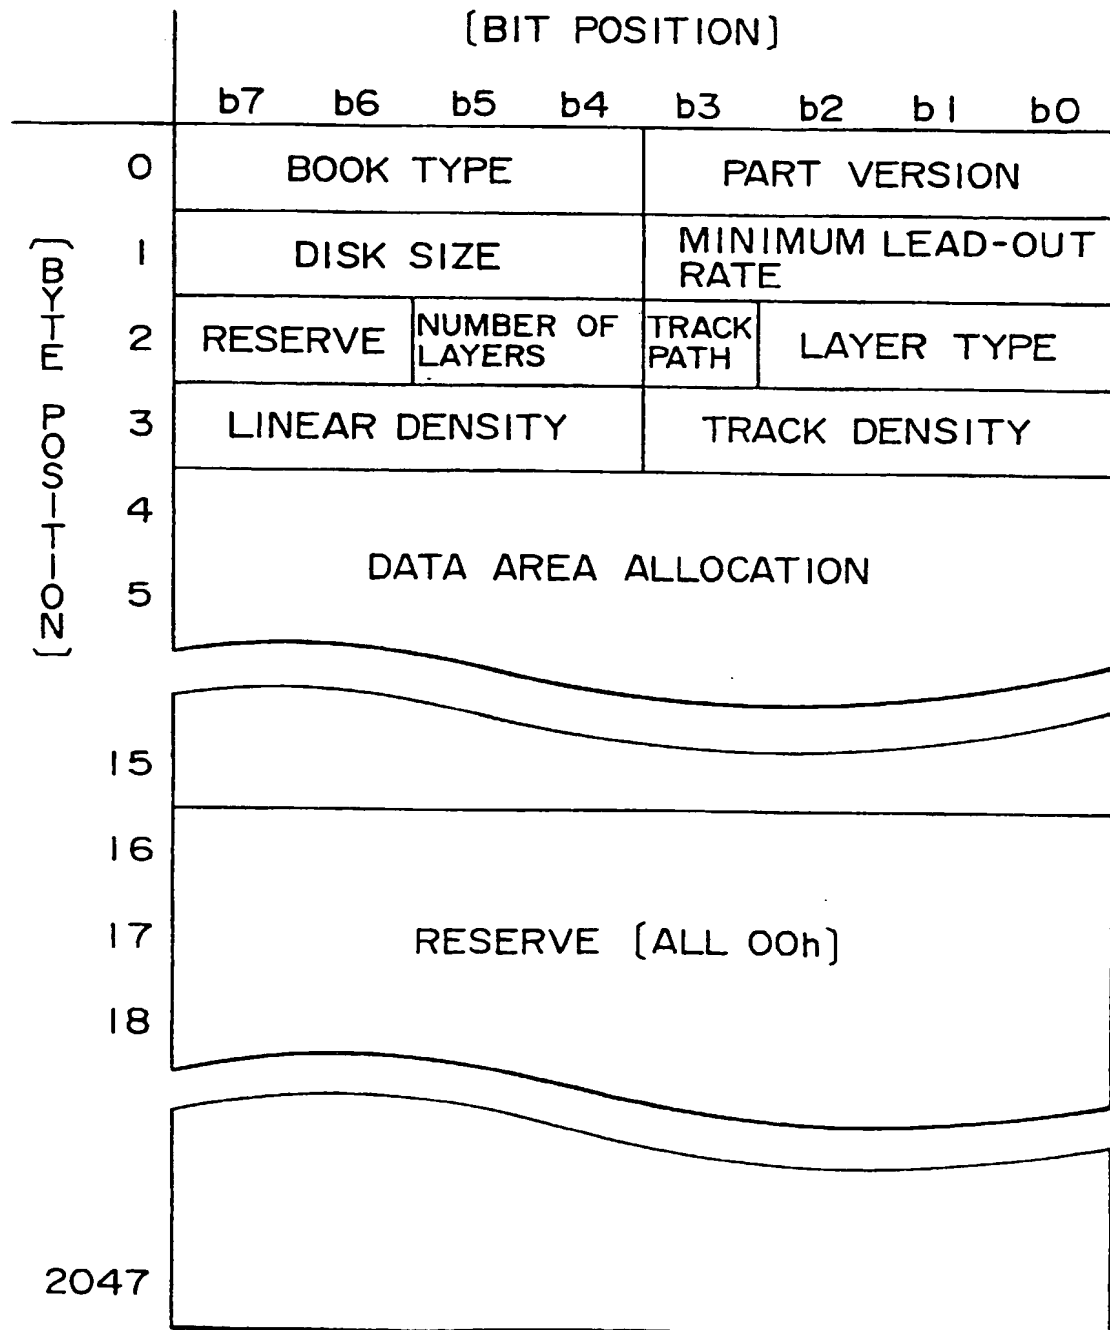 [BIT POSITION]
b7 b6 b5 b4 b3 b2 b1 b0
[BYTE POSITION]
0 BOOK TYPE PART VERSION
1 DISK SIZE MINIMUM LEAD-OUT
RATE
2 RESERVE NUMBER OF
LAYERS TRACK
PATH LAYER TYPE
3 LINEAR DENSITY TRACK DENSITY
4
DATA AREA ALLOCATION
5
15
16
17 RESERVE [ALL 00h]
18
2047